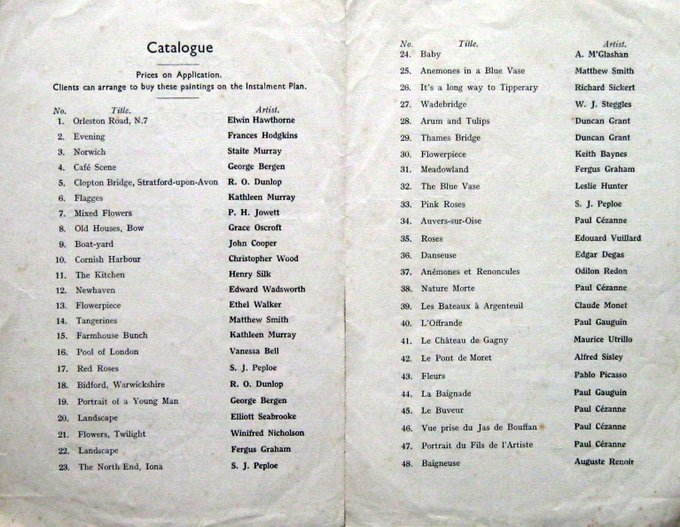 Catalogue
Prices on Application.
Clients can arrange to buy these paintings on the Instalment Plan.
No. Title. Artist.
1. Orleston Road, N.7 Elwin Hawthorne
2. Evening Frances Hodgkins
3. Norwich Staite Murray
4. Café Scene George Bergen
5. Clopton Bridge, Stratford-upon-Avon R. O. Dunlop
6. Flagges Kathleen Murray
7. Mixed Flowers P. H. Jowett
8. Old Houses, Bow Grace Oscroft
9. Boat-yard John Cooper
10. Cornish Harbour Christopher Wood
11. The Kitchen Henry Silk
12. Newhaven Edward Wadsworth
13. Flowerpiece Ethel Walker
14. Tangerines Matthew Smith
15. Farmhouse Bunch Kathleen Murray
16. Pool of London Vanessa Bell
17. Red Roses S. J. Peploe
18. Bidford, Warwickshire R. O. Dunlop
19. Portrait of a Young Man George Bergen
20. Landscape Elliott Seabrooke
21. Flowers, Twilight Winifred Nicholson
22. Landscape Fergus Graham
23. The North End, Iona S. J. Peploe
No. Title. Artist.
24. Baby A. M'Glashan
25. Anemones in a Blue Vase Matthew Smith
26. It's a long way to Tipperary Richard Sickert
27. Wadebridge W. J. Steggles
28. Arum and Tulips Duncan Grant
29. Thames Bridge Duncan Grant
30. Flowerpiece Keith Baynes
31. Meadowland Fergus Graham
32. The Blue Vase Leslie Hunter
33. Pink Roses S. J. Peploe
34. Auvers-sur-Oise Paul Cézanne
35. Roses Edouard Vuillard
36. Danseuse Edgar Degas
37. Anémones et Renoncules Odilon Redon
38. Nature Morte Paul Cézanne
39. Les Bateaux à Argenteuil Claude Monet
40. L'Offrande Paul Gauguin
41. Le Château de Gagny Maurice Utrillo
42. Le Pont de Moret Alfred Sisley
43. Fleurs Pablo Picasso
44. La Baignade Paul Gauguin
45. Le Buveur Paul Cézanne
46. Vue prise du Jas de Bouffan Paul Cézanne
47. Portrait du Fils de l'Artiste Paul Cézanne
48. Baigneuse Auguste Renoir